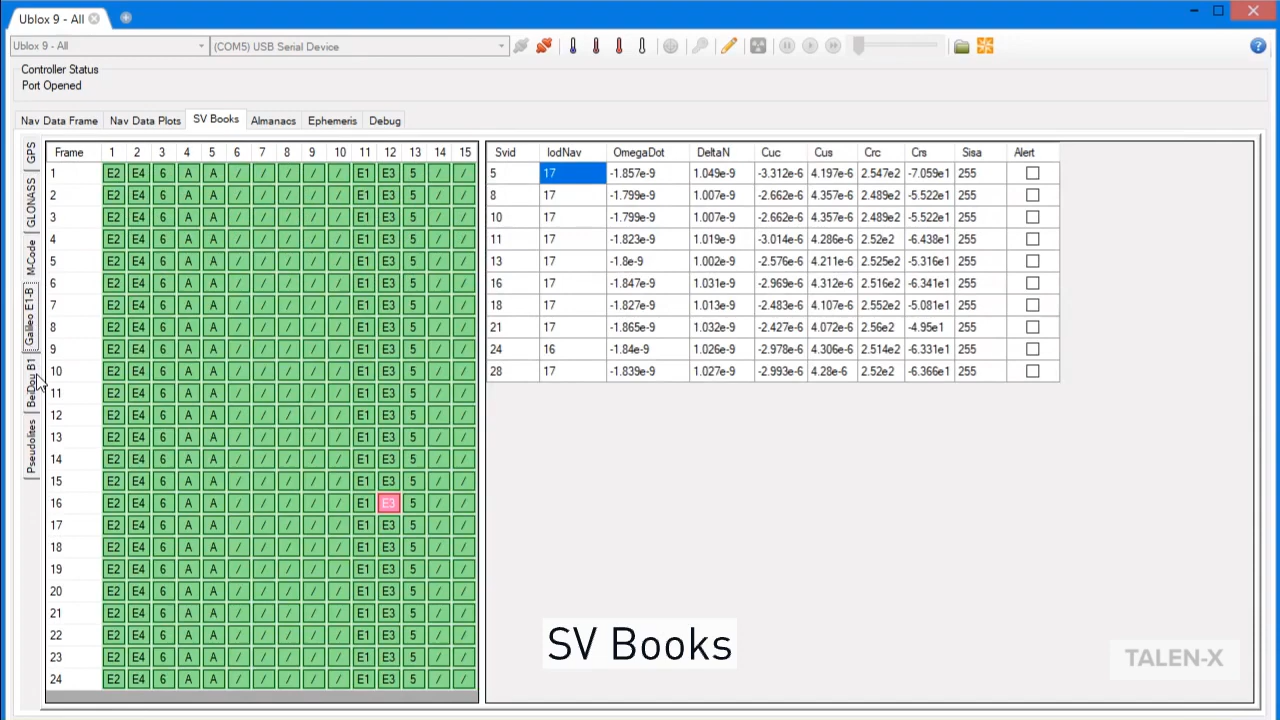 Ublox 9 - All
Ublox 9 - All (COM5) USB Serial Device
Controller Status
Port Opened
Nav Data Frame Nav Data Plots SV Books Almanacs Ephemeris Debug
GPS
GLONASS
M-Code
Galileo E1-B
BeiDou B1
Pseudolites
Frame 1 2 3 4 5 6 7 8 9 10 11 12 13 14 15
1 E2 E4 6 A A / / / / / E1 E3 5 / /
2 E2 E4 6 A A / / / / / E1 E3 5 / /
3 E2 E4 6 A A / / / / / E1 E3 5 / /
4 E2 E4 6 A A / / / / / E1 E3 5 / /
5 E2 E4 6 A A / / / / / E1 E3 5 / /
6 E2 E4 6 A A / / / / / E1 E3 5 / /
7 E2 E4 6 A A / / / / / E1 E3 5 / /
8 E2 E4 6 A A / / / / / E1 E3 5 / /
9 E2 E4 6 A A / / / / / E1 E3 5 / /
10 E2 E4 6 A A / / / / / E1 E3 5 / /
11 E2 E4 6 A A / / / / / E1 E3 5 / /
12 E2 E4 6 A A / / / / / E1 E3 5 / /
13 E2 E4 6 A A / / / / / E1 E3 5 / /
14 E2 E4 6 A A / / / / / E1 E3 5 / /
15 E2 E4 6 A A / / / / / E1 E3 5 / /
16 E2 E4 6 A A / / / / / E1 E3 5 / /
17 E2 E4 6 A A / / / / / E1 E3 5 / /
18 E2 E4 6 A A / / / / / E1 E3 5 / /
19 E2 E4 6 A A / / / / / E1 E3 5 / /
20 E2 E4 6 A A / / / / / E1 E3 5 / /
21 E2 E4 6 A A / / / / / E1 E3 5 / /
22 E2 E4 6 A A / / / / / E1 E3 5 / /
23 E2 E4 6 A A / / / / / E1 E3 5 / /
24 E2 E4 6 A A / / / / / E1 E3 5 / /
Svid IodNav OmegaDot DeltaN Cuc Cus Crc Crs Sisa Alert
5 17 -1.857e-9 1.049e-9 -3.312e-6 4.197e-6 2.547e2 -7.059e1 255
8 17 -1.799e-9 1.007e-9 -2.662e-6 4.357e-6 2.489e2 -5.522e1 255
10 17 -1.799e-9 1.007e-9 -2.662e-6 4.357e-6 2.489e2 -5.522e1 255
11 17 -1.823e-9 1.019e-9 -3.014e-6 4.286e-6 2.52e2 -6.438e1 255
13 17 -1.8e-9 1.002e-9 -2.576e-6 4.211e-6 2.525e2 -5.316e1 255
16 17 -1.847e-9 1.031e-9 -2.969e-6 4.312e-6 2.516e2 -6.341e1 255
18 17 -1.827e-9 1.013e-9 -2.483e-6 4.107e-6 2.552e2 -5.081e1 255
21 17 -1.865e-9 1.032e-9 -2.427e-6 4.072e-6 2.56e2 -4.95e1 255
24 16 -1.84e-9 1.026e-9 -2.978e-6 4.306e-6 2.514e2 -6.331e1 255
28 17 -1.839e-9 1.027e-9 -2.993e-6 4.28e-6 2.52e2 -6.366e1 255
SV Books
TALEN-X